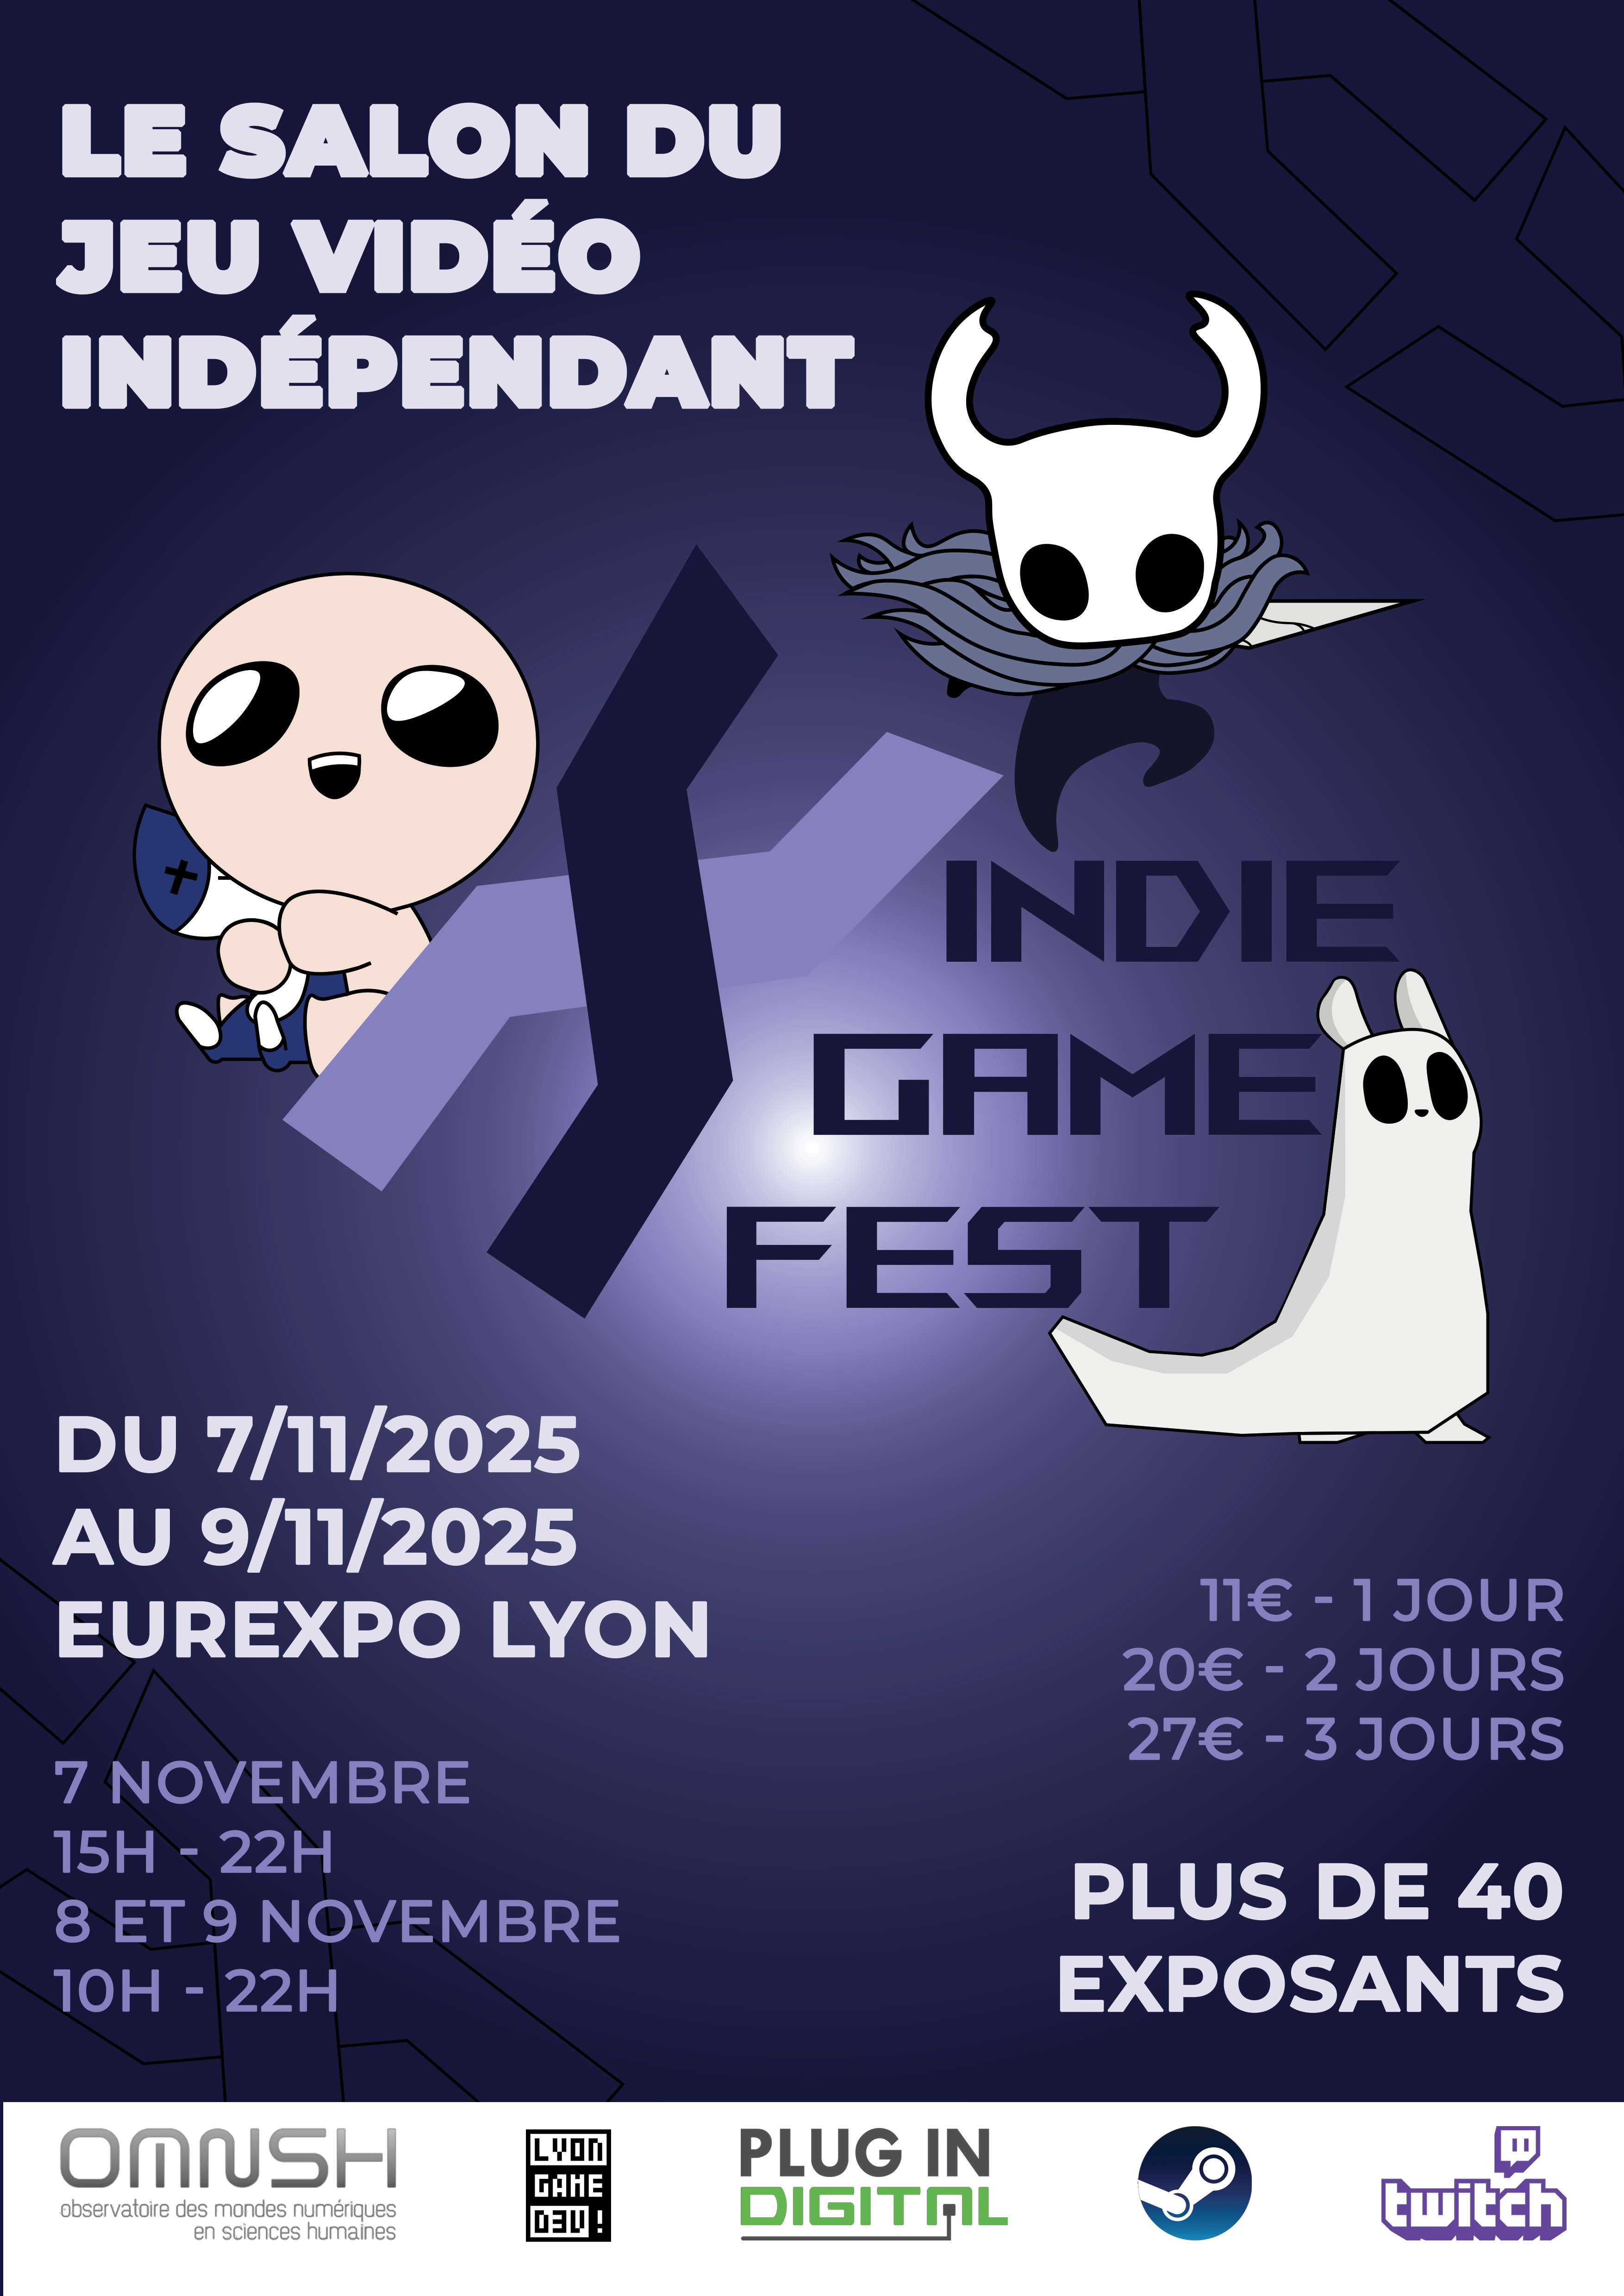 LE SALON DU
JEU VIDÉO
INDÉPENDANT
INDIE
GAME
FEST
DU 7/11/2025
AU 9/11/2025
EUREXPO LYON
7 NOVEMBRE
15H - 22H
8 ET 9 NOVEMBRE
10H - 22H
11€ - 1 JOUR
20€ - 2 JOURS
27€ - 3 JOURS
PLUS DE 40
EXPOSANTS
OMNSH
observatoire des mondes numériques
en sciences humaines
LYON
GAME
D3V!
PLUG IN
DIGITAL
twitch